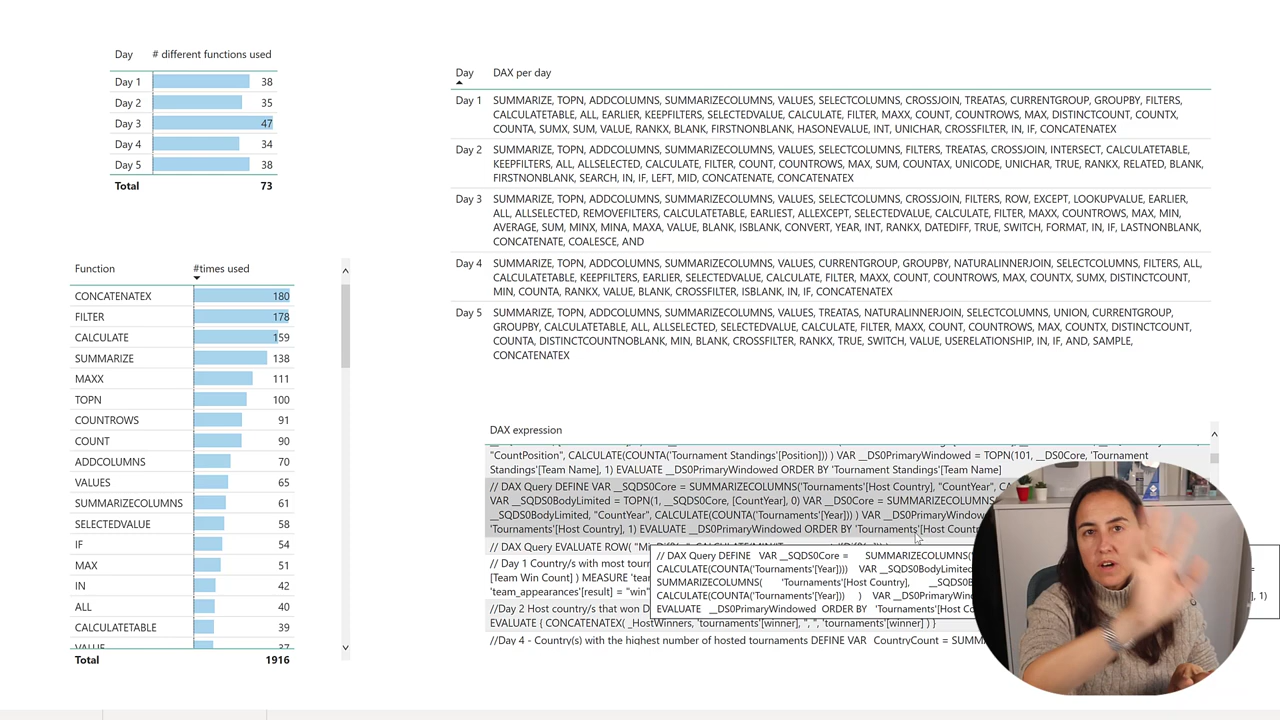 Day # different functions used
Day 1 38
Day 2 35
Day 3 47
Day 4 34
Day 5 38
Total 73
Function #times used
CONCATENATEX 180
FILTER 178
CALCULATE 159
SUMMARIZE 138
MAXX 111
TOPN 100
COUNTROWS 91
COUNT 90
ADDCOLUMNS 70
VALUES 65
SUMMARIZECOLUMNS 61
SELECTEDVALUE 58
IF 54
MAX 51
IN 42
ALL 40
CALCULATETABLE 39
VALUE 37
Total 1916
Day DAX per day
Day 1 SUMMARIZE, TOPN, ADDCOLUMNS, SUMMARIZECOLUMNS, VALUES, SELECTCOLUMNS, CROSSJOIN, TREATAS, CURRENTGROUP, GROUPBY, FILTERS,
CALCULATETABLE, ALL, EARLIER, KEEPFILTERS, SELECTEDVALUE, CALCULATE, FILTER, MAXX, COUNT, COUNTROWS, MAX, DISTINCTCOUNT, COUNTX,
COUNTA, SUMX, SUM, VALUE, RANKX, BLANK, FIRSTNONBLANK, HASONEVALUE, INT, UNICHAR, CROSSFILTER, IN, IF, CONCATENATEX
Day 2 SUMMARIZE, TOPN, ADDCOLUMNS, SUMMARIZECOLUMNS, VALUES, SELECTCOLUMNS, FILTERS, TREATAS, CROSSJOIN, INTERSECT, CALCULATETABLE,
KEEPFILTERS, ALL, ALLSELECTED, CALCULATE, FILTER, COUNT, COUNTROWS, MAX, SUM, COUNTAX, UNICODE, UNICHAR, TRUE, RANKX, RELATED, BLANK,
FIRSTNONBLANK, SEARCH, IN, IF, LEFT, MID, CONCATENATE, CONCATENATEX
Day 3 SUMMARIZE, TOPN, ADDCOLUMNS, SUMMARIZECOLUMNS, VALUES, SELECTCOLUMNS, CROSSJOIN, FILTERS, ROW, EXCEPT, LOOKUPVALUE, EARLIER,
ALL, ALLSELECTED, REMOVEFILTERS, CALCULATETABLE, EARLIEST, ALLEXCEPT, SELECTEDVALUE, CALCULATE, FILTER, MAXX, COUNTROWS, MAX, MIN,
AVERAGE, SUM, MINX, MINA, MAXA, VALUE, BLANK, ISBLANK, CONVERT, YEAR, INT, RANKX, DATEDIFF, TRUE, SWITCH, FORMAT, IN, IF, LASTNONBLANK,
CONCATENATE, COALESCE, AND
Day 4 SUMMARIZE, TOPN, ADDCOLUMNS, SUMMARIZECOLUMNS, VALUES, CURRENTGROUP, GROUPBY, NATURALINNERJOIN, SELECTCOLUMNS, FILTERS, ALL,
CALCULATETABLE, KEEPFILTERS, EARLIER, SELECTEDVALUE, CALCULATE, FILTER, MAXX, COUNT, COUNTROWS, MAX, COUNTX, SUMX, DISTINCTCOUNT,
MIN, COUNTA, RANKX, VALUE, BLANK, CROSSFILTER, ISBLANK, IN, IF, CONCATENATEX
Day 5 SUMMARIZE, TOPN, ADDCOLUMNS, SUMMARIZECOLUMNS, VALUES, TREATAS, NATURALINNERJOIN, SELECTCOLUMNS, UNION, CURRENTGROUP,
GROUPBY, CALCULATETABLE, ALL, ALLSELECTED, SELECTEDVALUE, CALCULATE, FILTER, MAXX, COUNT, COUNTROWS, MAX, COUNTX, DISTINCTCOUNT,
COUNTA, DISTINCTCOUNTNOBLANK, MIN, BLANK, CROSSFILTER, RANKX, TRUE, SWITCH, VALUE, USERELATIONSHIP, IN, IF, AND, SAMPLE,
CONCATENATEX
DAX expression
"CountPosition", CALCULATE(COUNTA('Tournament Standings'[Position])) ) VAR __DS0PrimaryWindowed = TOPN(101, __DS0Core, 'Tournament
Standings'[Team Name], 1) EVALUATE __DS0PrimaryWindowed ORDER BY 'Tournament Standings'[Team Name]
// DAX Query DEFINE VAR __SQDS0Core = SUMMARIZECOLUMNS('Tournaments'[Host Country], "CountYear",
VAR __SQDS0BodyLimited = TOPN(1, __SQDS0Core, [CountYear], 0) VAR __DS0Core =
__SQDS0BodyLimited, "CountYear", CALCULATE(COUNTA('Tournaments'[Year])) ) VAR
'Tournaments'[Host Country], 1) EVALUATE __DS0PrimaryWindowed ORDER BY 'Tournaments'[Host
// DAX Query EVALUATE ROW(
// Day 1 Country/s with most
[Team Win Count] ) MEASURE
'team_appearances'[result] = "win"
//Day 2 Host country/s that won
EVALUATE { CONCATENATEX( _HostWinners, 'tournaments'[winner], ", ", 'tournaments'[winner] ) }
//Day 4 - Country(s) with the highest number of hosted tournaments DEFINE VAR CountryCount =
// DAX Query DEFINE VAR __SQDS0Core =
CALCULATE(COUNTA('Tournaments'[Year]))) VAR
SUMMARIZECOLUMNS( 'Tournaments'[Host Country],
CALCULATE(COUNTA('Tournaments'[Year])) ) VAR
1)
EVALUATE __DS0PrimaryWindowed ORDER BY